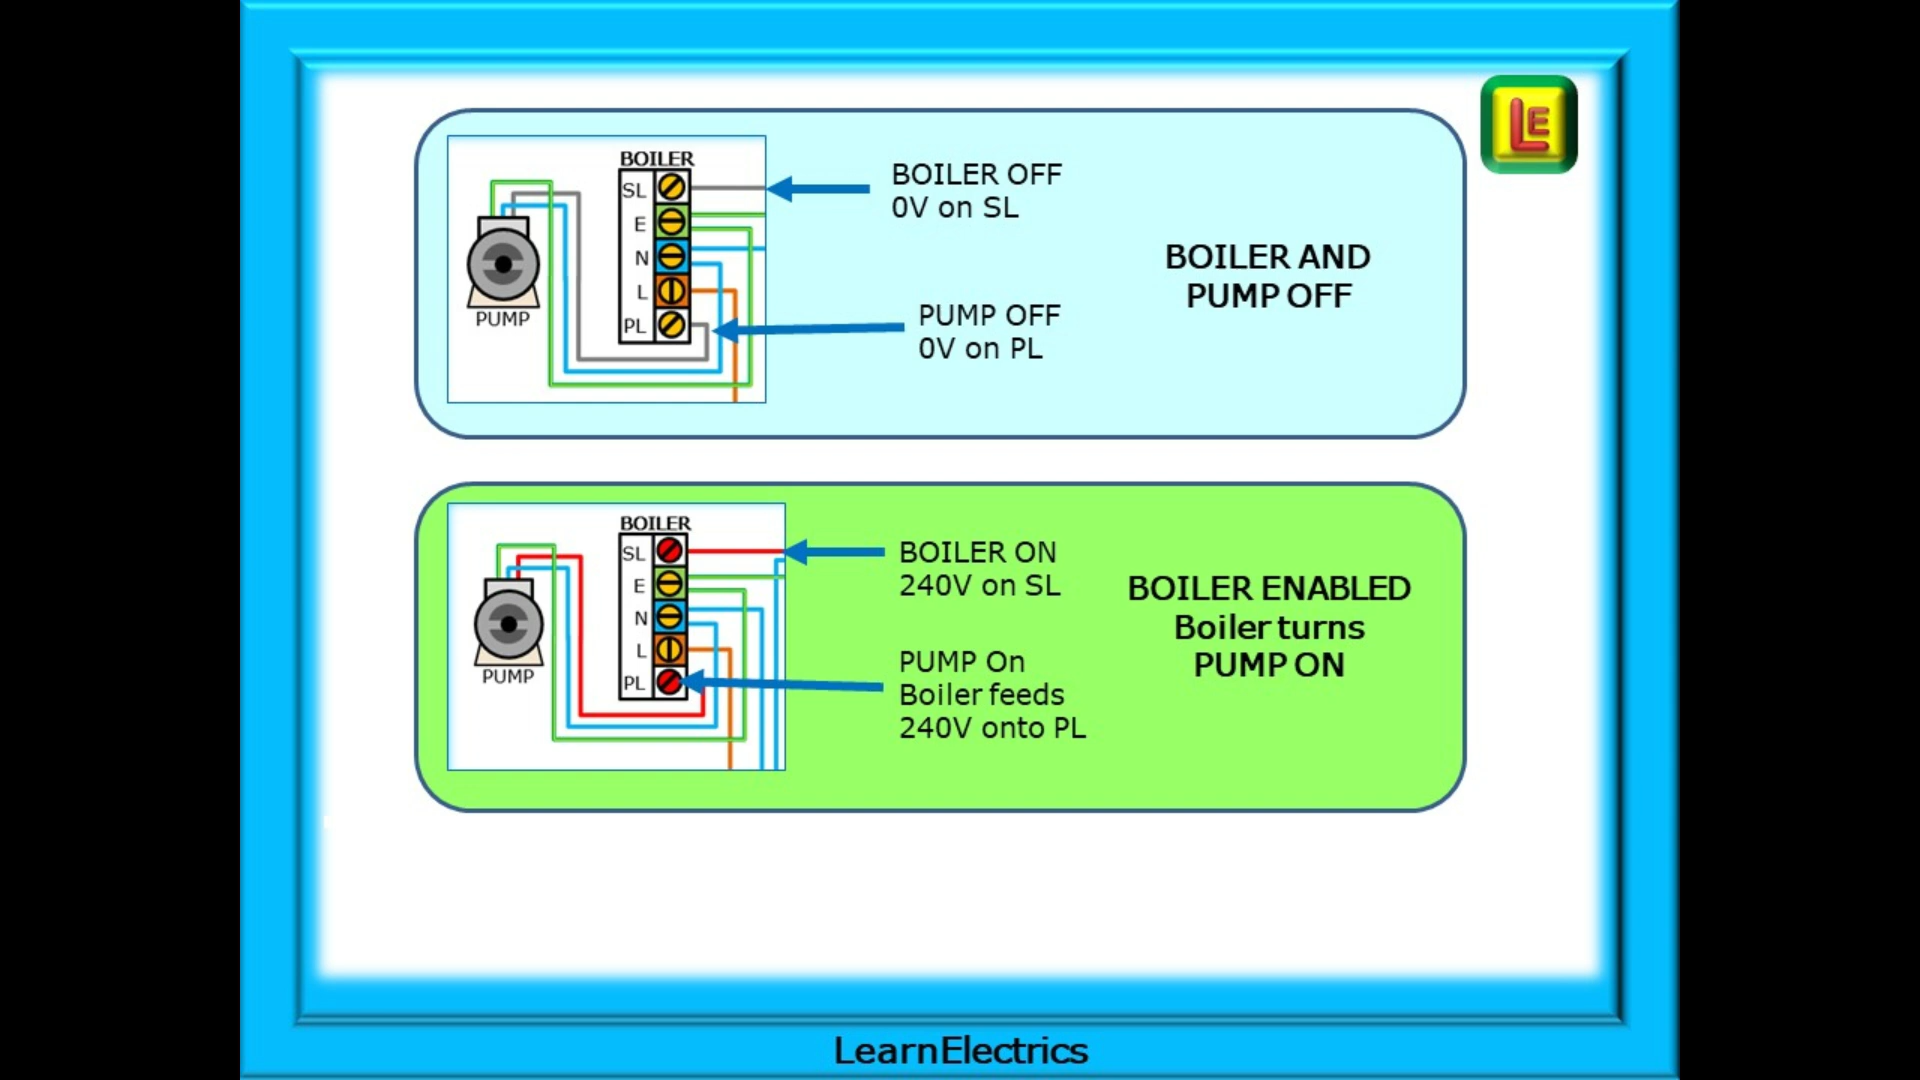 LE
BOILER
SL
E
N
L
PL
PUMP
BOILER OFF
0V on SL
PUMP OFF
0V on PL
BOILER AND
PUMP OFF
BOILER
SL
E
N
L
PL
PUMP
BOILER ON
240V on SL
PUMP On
Boiler feeds
240V onto PL
BOILER ENABLED
Boiler turns
PUMP ON
LearnElectrics